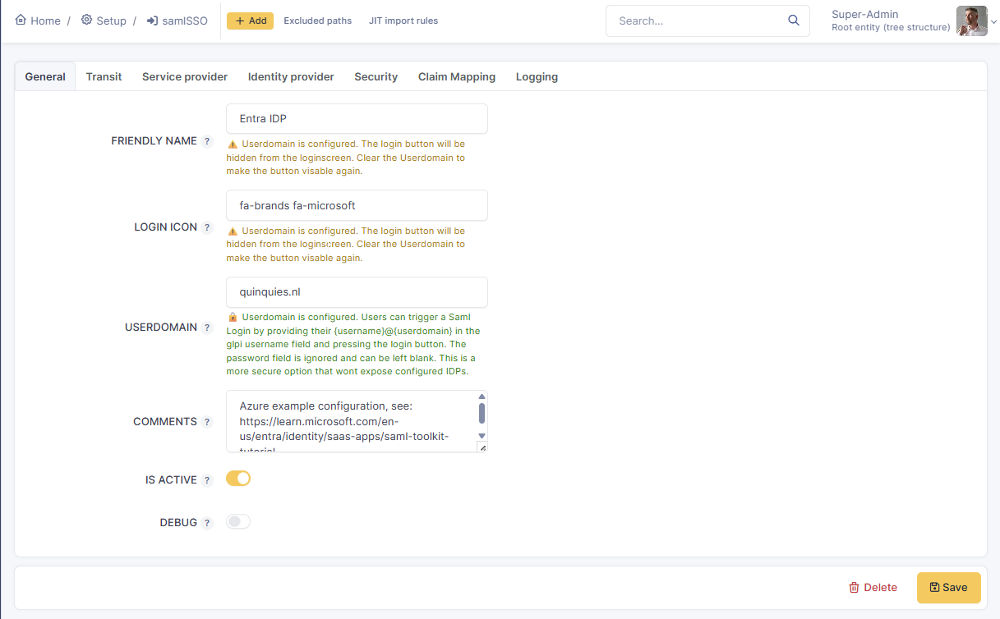 Home / Setup / samlSSO
+ Add
Excluded paths
JIT import rules
Search...
Super-Admin
Root entity (tree structure)
General
Transit
Service provider
Identity provider
Security
Claim Mapping
Logging
FRIENDLY NAME ?
Entra IDP
⚠ Userdomain is configured. The login button will be
hidden from the loginscreen. Clear the Userdomain to
make the button visable again.
LOGIN ICON ?
fa-brands fa-microsoft
⚠ Userdomain is configured. The login button will be
hidden from the loginscreen. Clear the Userdomain to
make the button visable again.
USERDOMAIN ?
quinquies.nl
🔒 Userdomain is configured. Users can trigger a Saml
Login by providing their {username}@{userdomain} in the
glpi username field and pressing the login button. The
password field is ignored and can be left blank. This is a
more secure option that wont expose configured IDPs.
COMMENTS ?
Azure example configuration, see:
https://learn.microsoft.com/en-
us/entra/identity/saas-apps/saml-toolkit-
tutorial
IS ACTIVE ?
DEBUG ?
Delete
Save